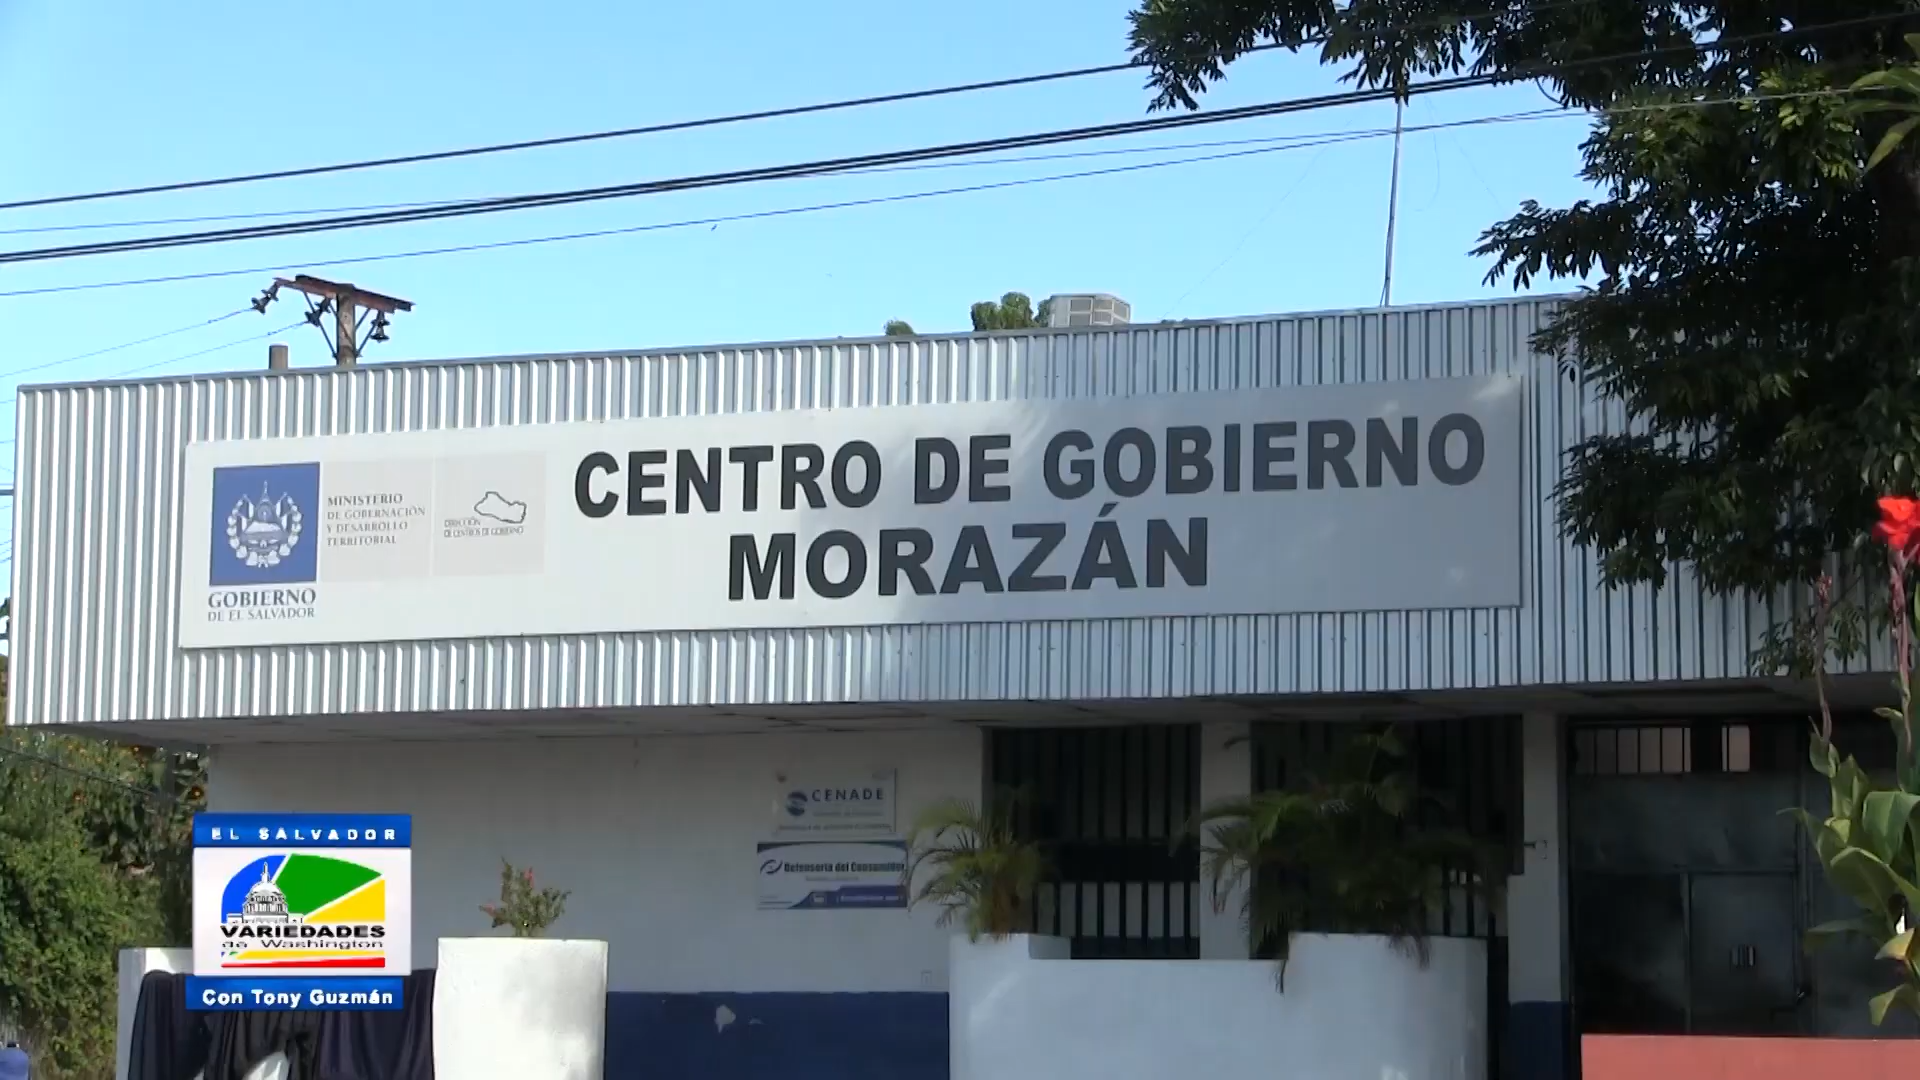 CENTRO DE GOBIERNO
MORAZÁN
MINISTERIO
DE GOBERNACIÓN
Y DESARROLLO
TERRITORIAL
DIRECCIÓN
DE CENTROS DE GOBIERNO
GOBIERNO
DE EL SALVADOR
CENADE
Defensoría del Consumidor
EL SALVADOR
VARIEDADES
de Washington
Con Tony Guzmán